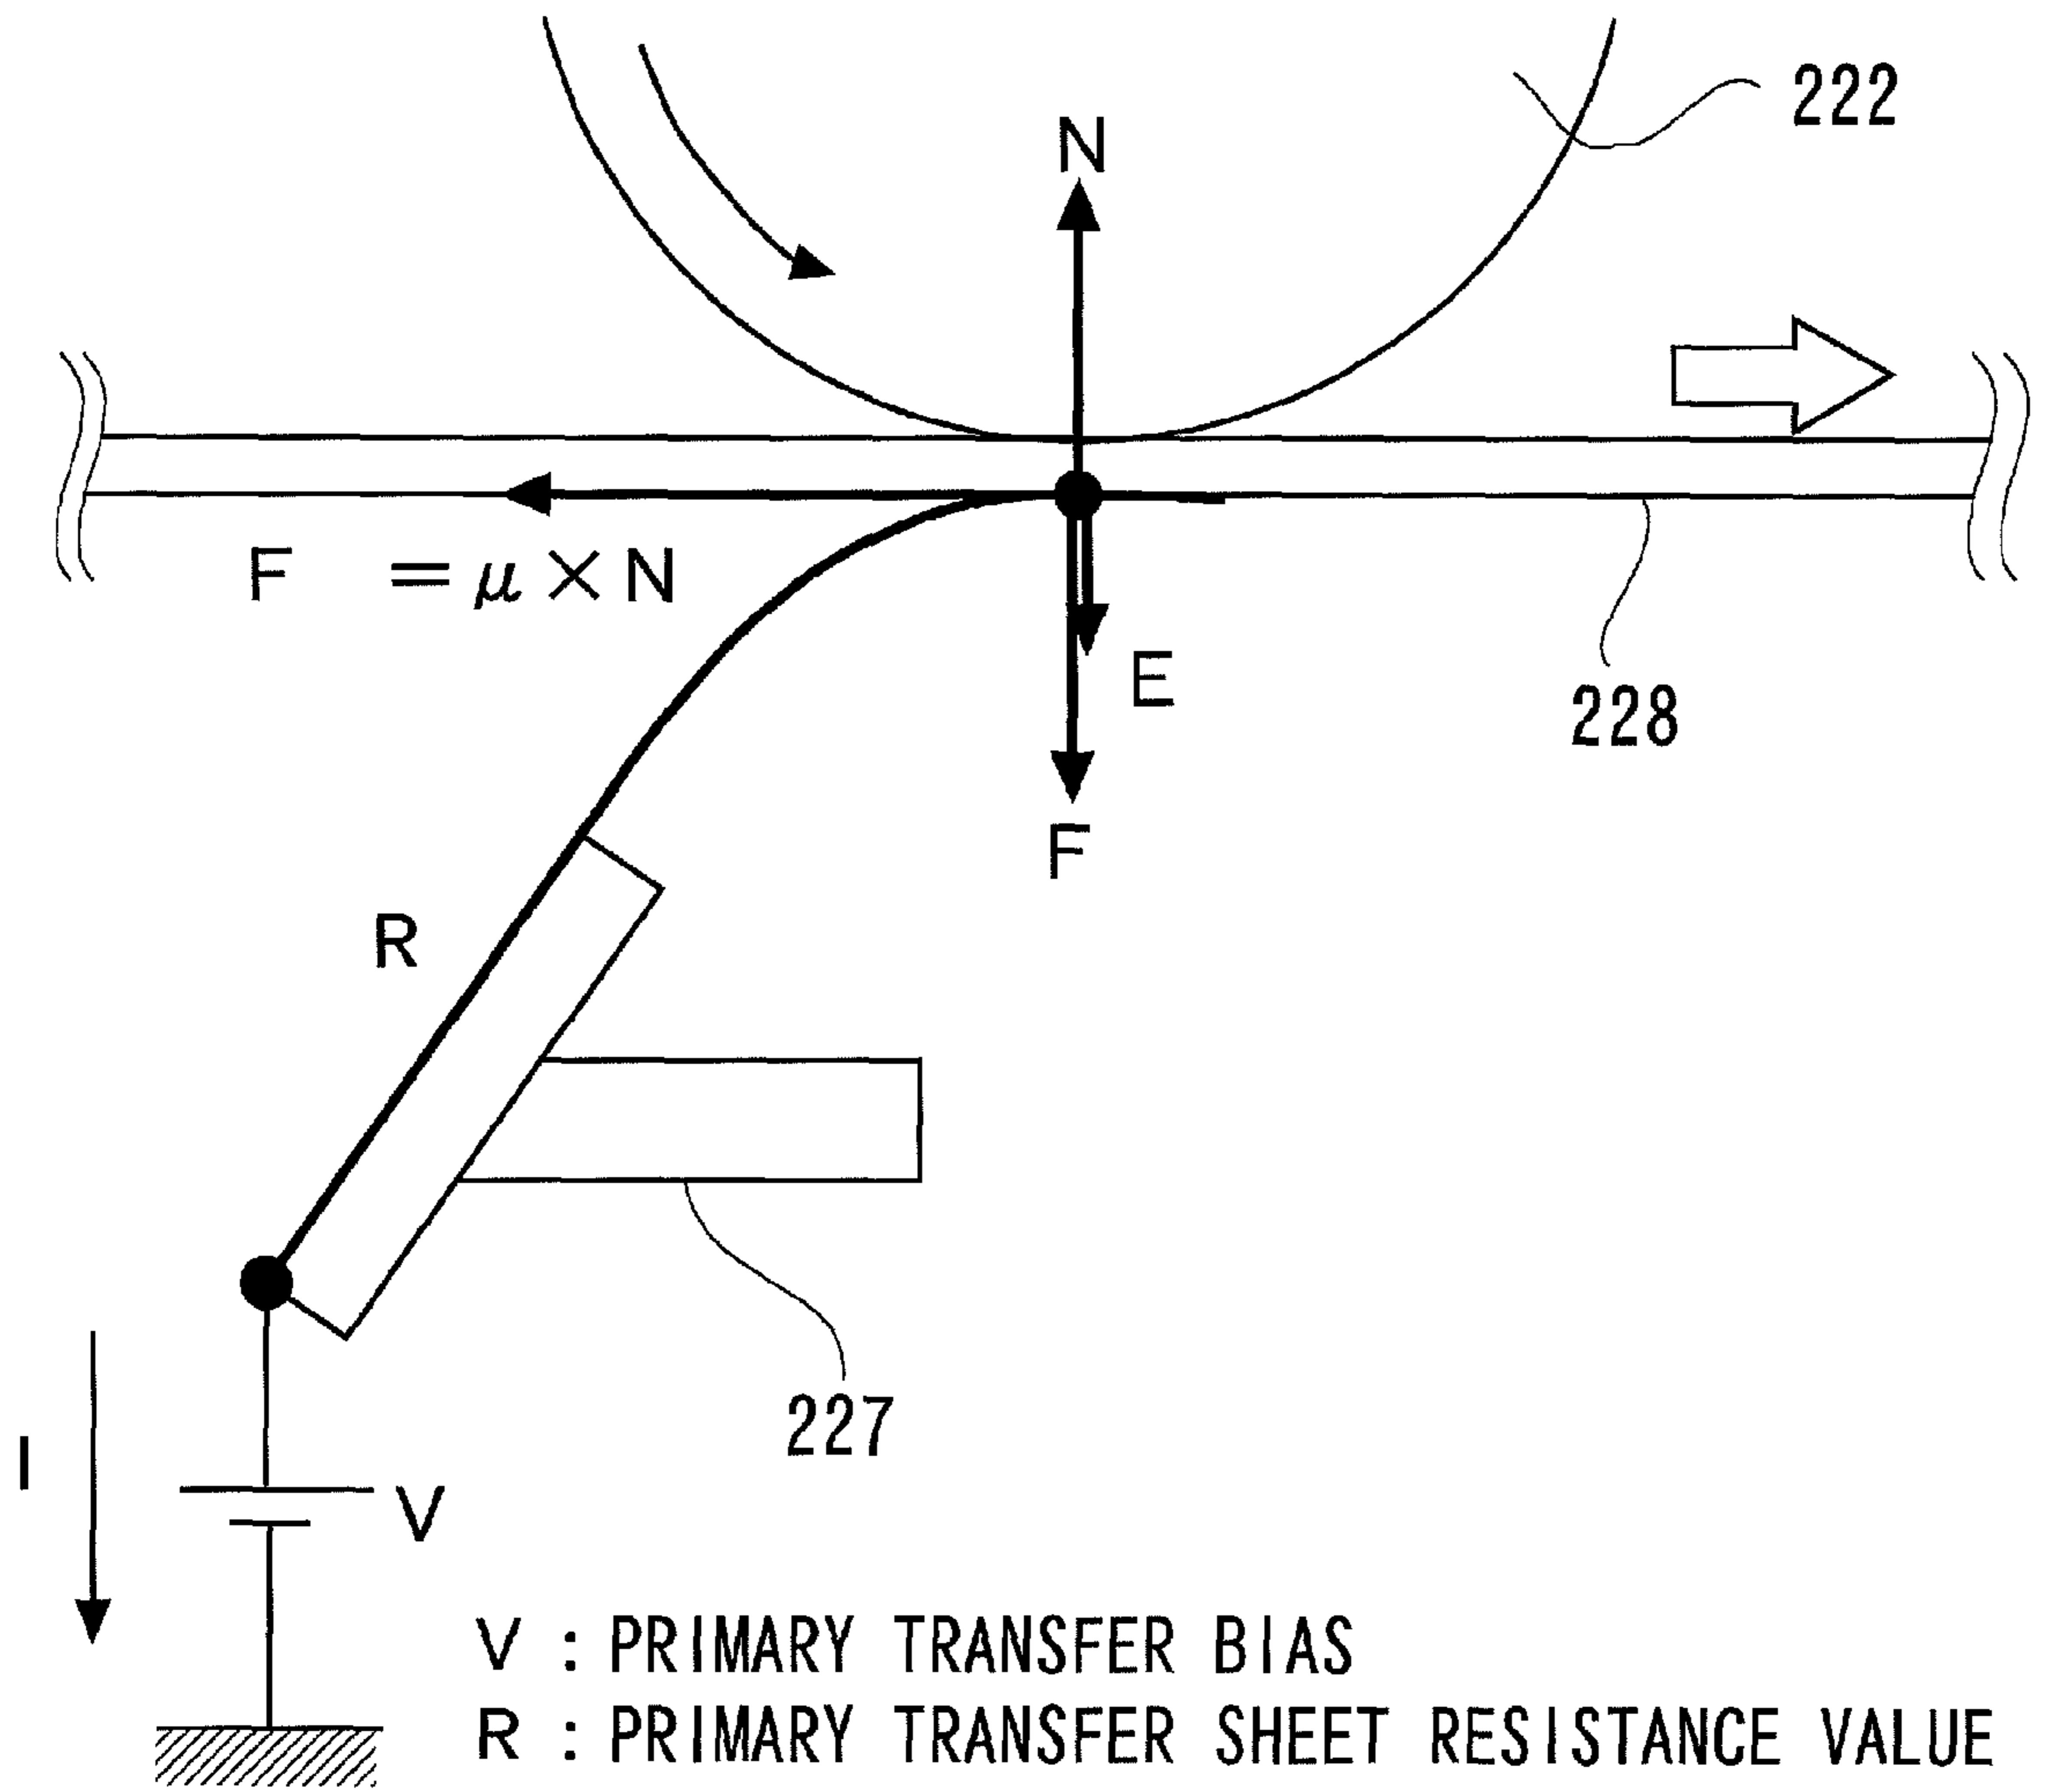 222
N
F = μ × N
E
228
F
R
227
I
V
V : PRIMARY TRANSFER BIAS
R : PRIMARY TRANSFER SHEET RESISTANCE VALUE